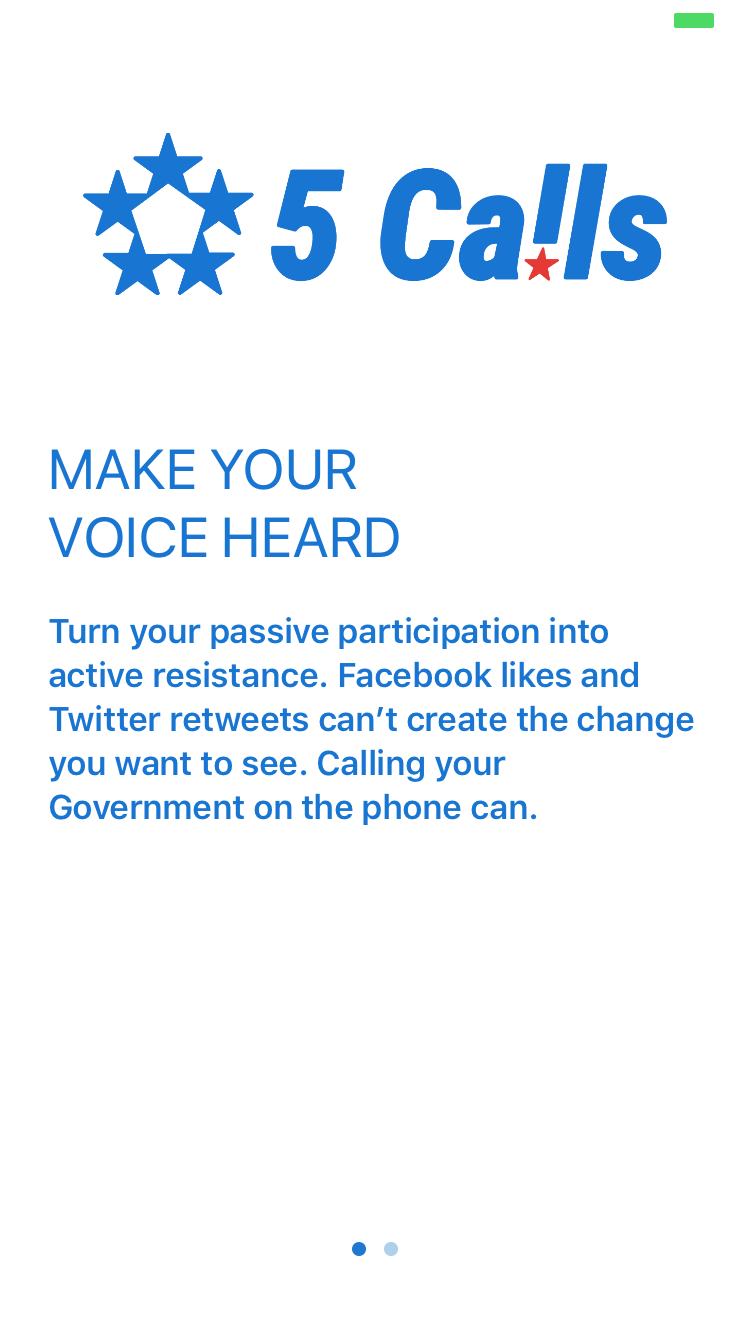 5 Calls
MAKE YOUR
VOICE HEARD
Turn your passive participation into
active resistance. Facebook likes and
Twitter retweets can’t create the change
you want to see. Calling your
Government on the phone can.